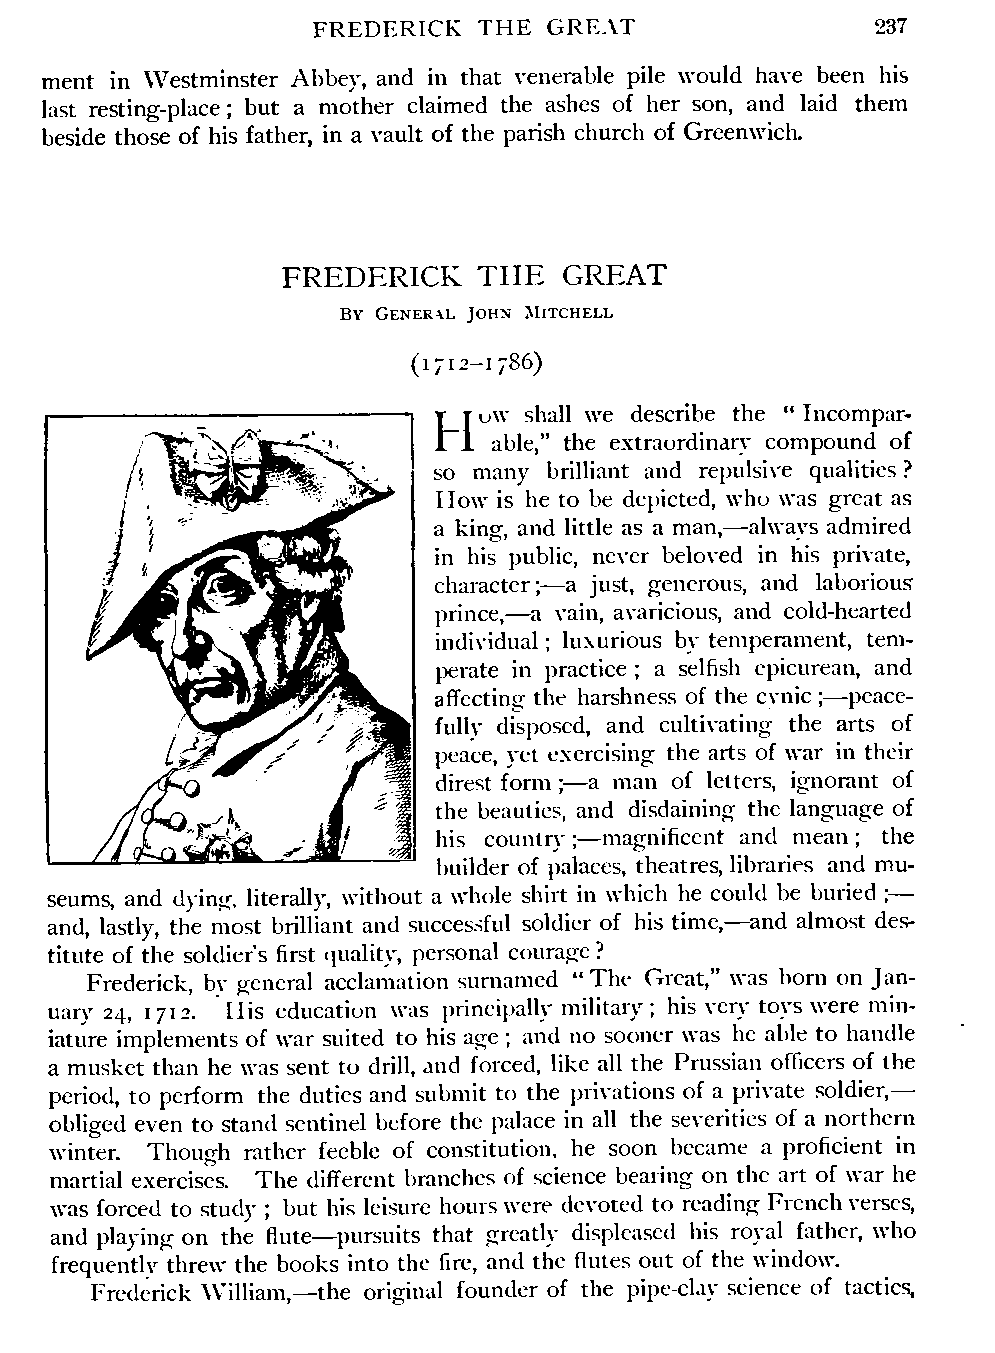 FREDERICK THE GREAT 237
ment in Westminster Abbey, and in that venerable pile would have been his
last resting-place; but a mother claimed the ashes of her son, and laid them
beside those of his father, in a vault of the parish church of Greenwich.
FREDERICK THE GREAT
BY GENERAL JOHN MITCHELL
(1712–1786)
HOW shall we describe the “Incompar-
able,” the extraordinary compound of
so many brilliant and repulsive qualities?
How is he to be depicted, who was great as
a king, and little as a man,—always admired
in his public, never beloved in his private,
character;—a just, generous, and laborious
prince,—a vain, avaricious, and cold-hearted
individual; luxurious by temperament, tem-
perate in practice; a selfish epicurean, and
affecting the harshness of the cynic;—peace-
fully disposed, and cultivating the arts of
peace, yet exercising the arts of war in their
direst form;—a man of letters, ignorant of
the beauties, and disdaining the language of
his country;—magnificent and mean; the
builder of palaces, theatres, libraries and mu-
seums, and dying, literally, without a whole shirt in which he could be buried;—
and, lastly, the most brilliant and successful soldier of his time,—and almost des-
titute of the soldier's first quality, personal courage?
Frederick, by general acclamation surnamed “The Great,” was born on Jan-
uary 24, 1712. His education was principally military; his very toys were min-
iature implements of war suited to his age; and no sooner was he able to handle
a musket than he was sent to drill, and forced, like all the Prussian officers of the
period, to perform the duties and submit to the privations of a private soldier,—
obliged even to stand sentinel before the palace in all the severities of a northern
winter. Though rather feeble of constitution, he soon became a proficient in
martial exercises. The different branches of science bearing on the art of war he
was forced to study; but his leisure hours were devoted to reading French verses,
and playing on the flute—pursuits that greatly displeased his royal father, who
frequently threw the books into the fire, and the flutes out of the window.
Frederick William,—the original founder of the pipe-clay science of tactics,